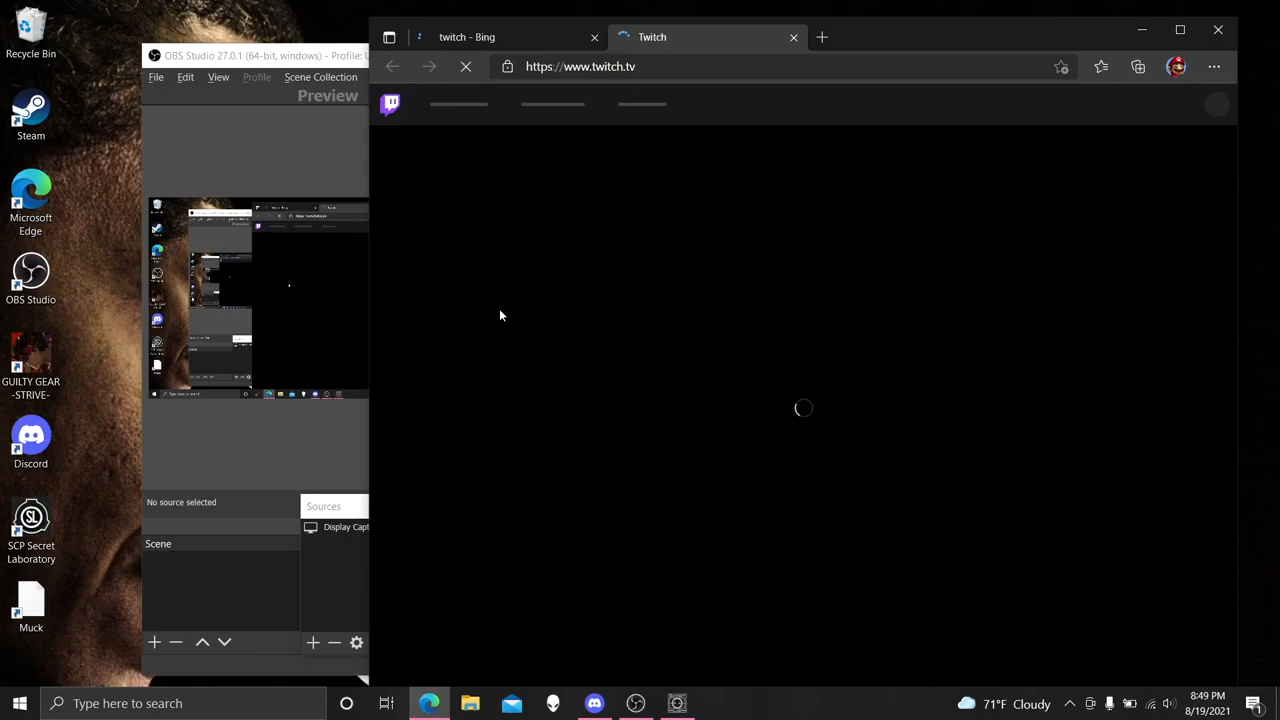 Recycle Bin
Steam
Microsoft
Edge
OBS Studio
GUILTY GEAR
-STRIVE-
Discord
SCP Secret
Laboratory
Muck
OBS Studio 27.0.1 (64-bit, windows) - Profile: U
File Edit View Profile Scene Collection
Preview
No source selected
Scene
Sources
Display Capt
twitch - Bing
Twitch
https://www.twitch.tv
Type here to search
71°F Cloudy
8:49 PM
8/19/2021